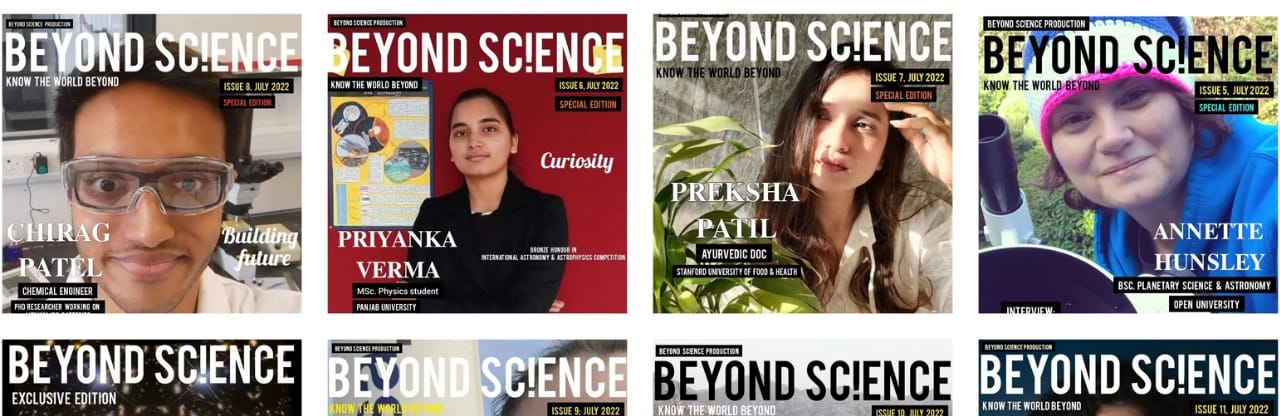 BEYOND SCIENCE PRODUCTION
BEYOND SC!ENCE
KNOW THE WORLD BEYOND
ISSUE 8, JULY 2022
SPECIAL EDITION
Building
future
CHIRAG
PATEL
CHEMICAL ENGINEER
PHD RESEARCHER WORKING ON
BEYOND SCIENCE PRODUCTION
BEYOND SC!ENCE
KNOW THE WORLD BEYOND
ISSUE 6, JULY 2022
SPECIAL EDITION
Curiosity
PRIYANKA
VERMA
BRONZE HONOUR IN
INTERNATIONAL ASTRONOMY & ASTROPHYSICS COMPETITION
MSc. Physics student
PANJAB UNIVERSITY
BEYOND SC!ENCE
KNOW THE WORLD BEYOND
ISSUE 7, JULY 2022
SPECIAL EDITION
PREKSHA
PATIL
AYURVEDIC DOC
STANFORD UNIVERSITY OF FOOD & HEALTH
BEYOND SCIENCE PRODUCTION
BEYOND SC!ENCE
KNOW THE WORLD BEYOND
ISSUE 5, JULY 2022
SPECIAL EDITION
ANNETTE
HUNSLEY
BSC. PLANETARY SCIENCE & ASTRONOMY
OPEN UNIVERSITY
INTERVIEW:
BEYOND SC!ENCE
EXCLUSIVE EDITION
BEYOND SCIENCE PRODUCTION
BEYOND SC!ENCE
KNOW THE WORLD BEYOND
ISSUE 9, JULY 2022
BEYOND SCIENCE PRODUCTION
BEYOND SC!ENCE
KNOW THE WORLD BEYOND
ISSUE 10, JULY 2022
BEYOND SCIENCE PRODUCTION
BEYOND SC!ENCE
KNOW THE WORLD BEYOND
ISSUE 11, JULY 2022